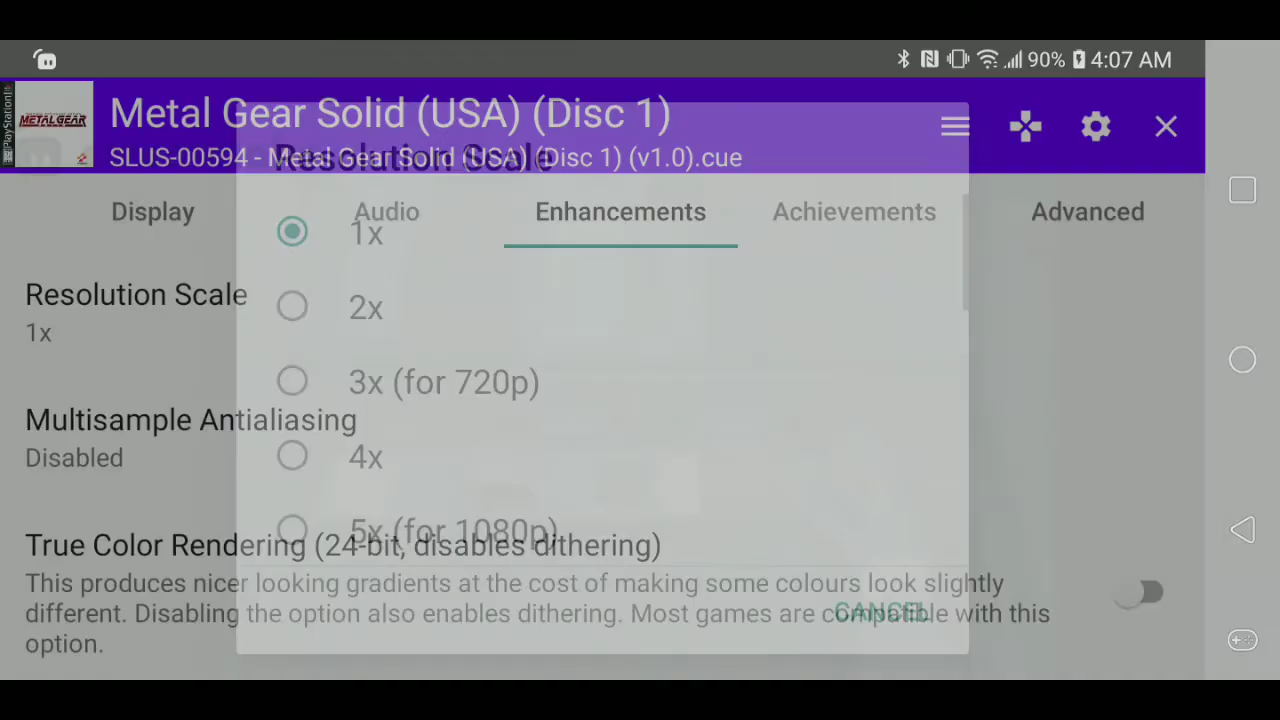 90% 4:07 AM
PlayStation
METAL GEAR
Metal Gear Solid (USA) (Disc 1)
SLUS-00594 - Metal Gear Solid (USA) (Disc 1) (v1.0).cue
Display
Audio
Enhancements
Achievements
Advanced
Resolution Scale
1x
Multisample Antialiasing
Disabled
True Color Rendering (24-bit, disables dithering)
This produces nicer looking gradients at the cost of making some colours look slightly
different. Disabling the option also enables dithering. Most games are compatible with this
option.
Resolution Scale
1x
2x
3x (for 720p)
4x
5x (for 1080p)
CANCEL